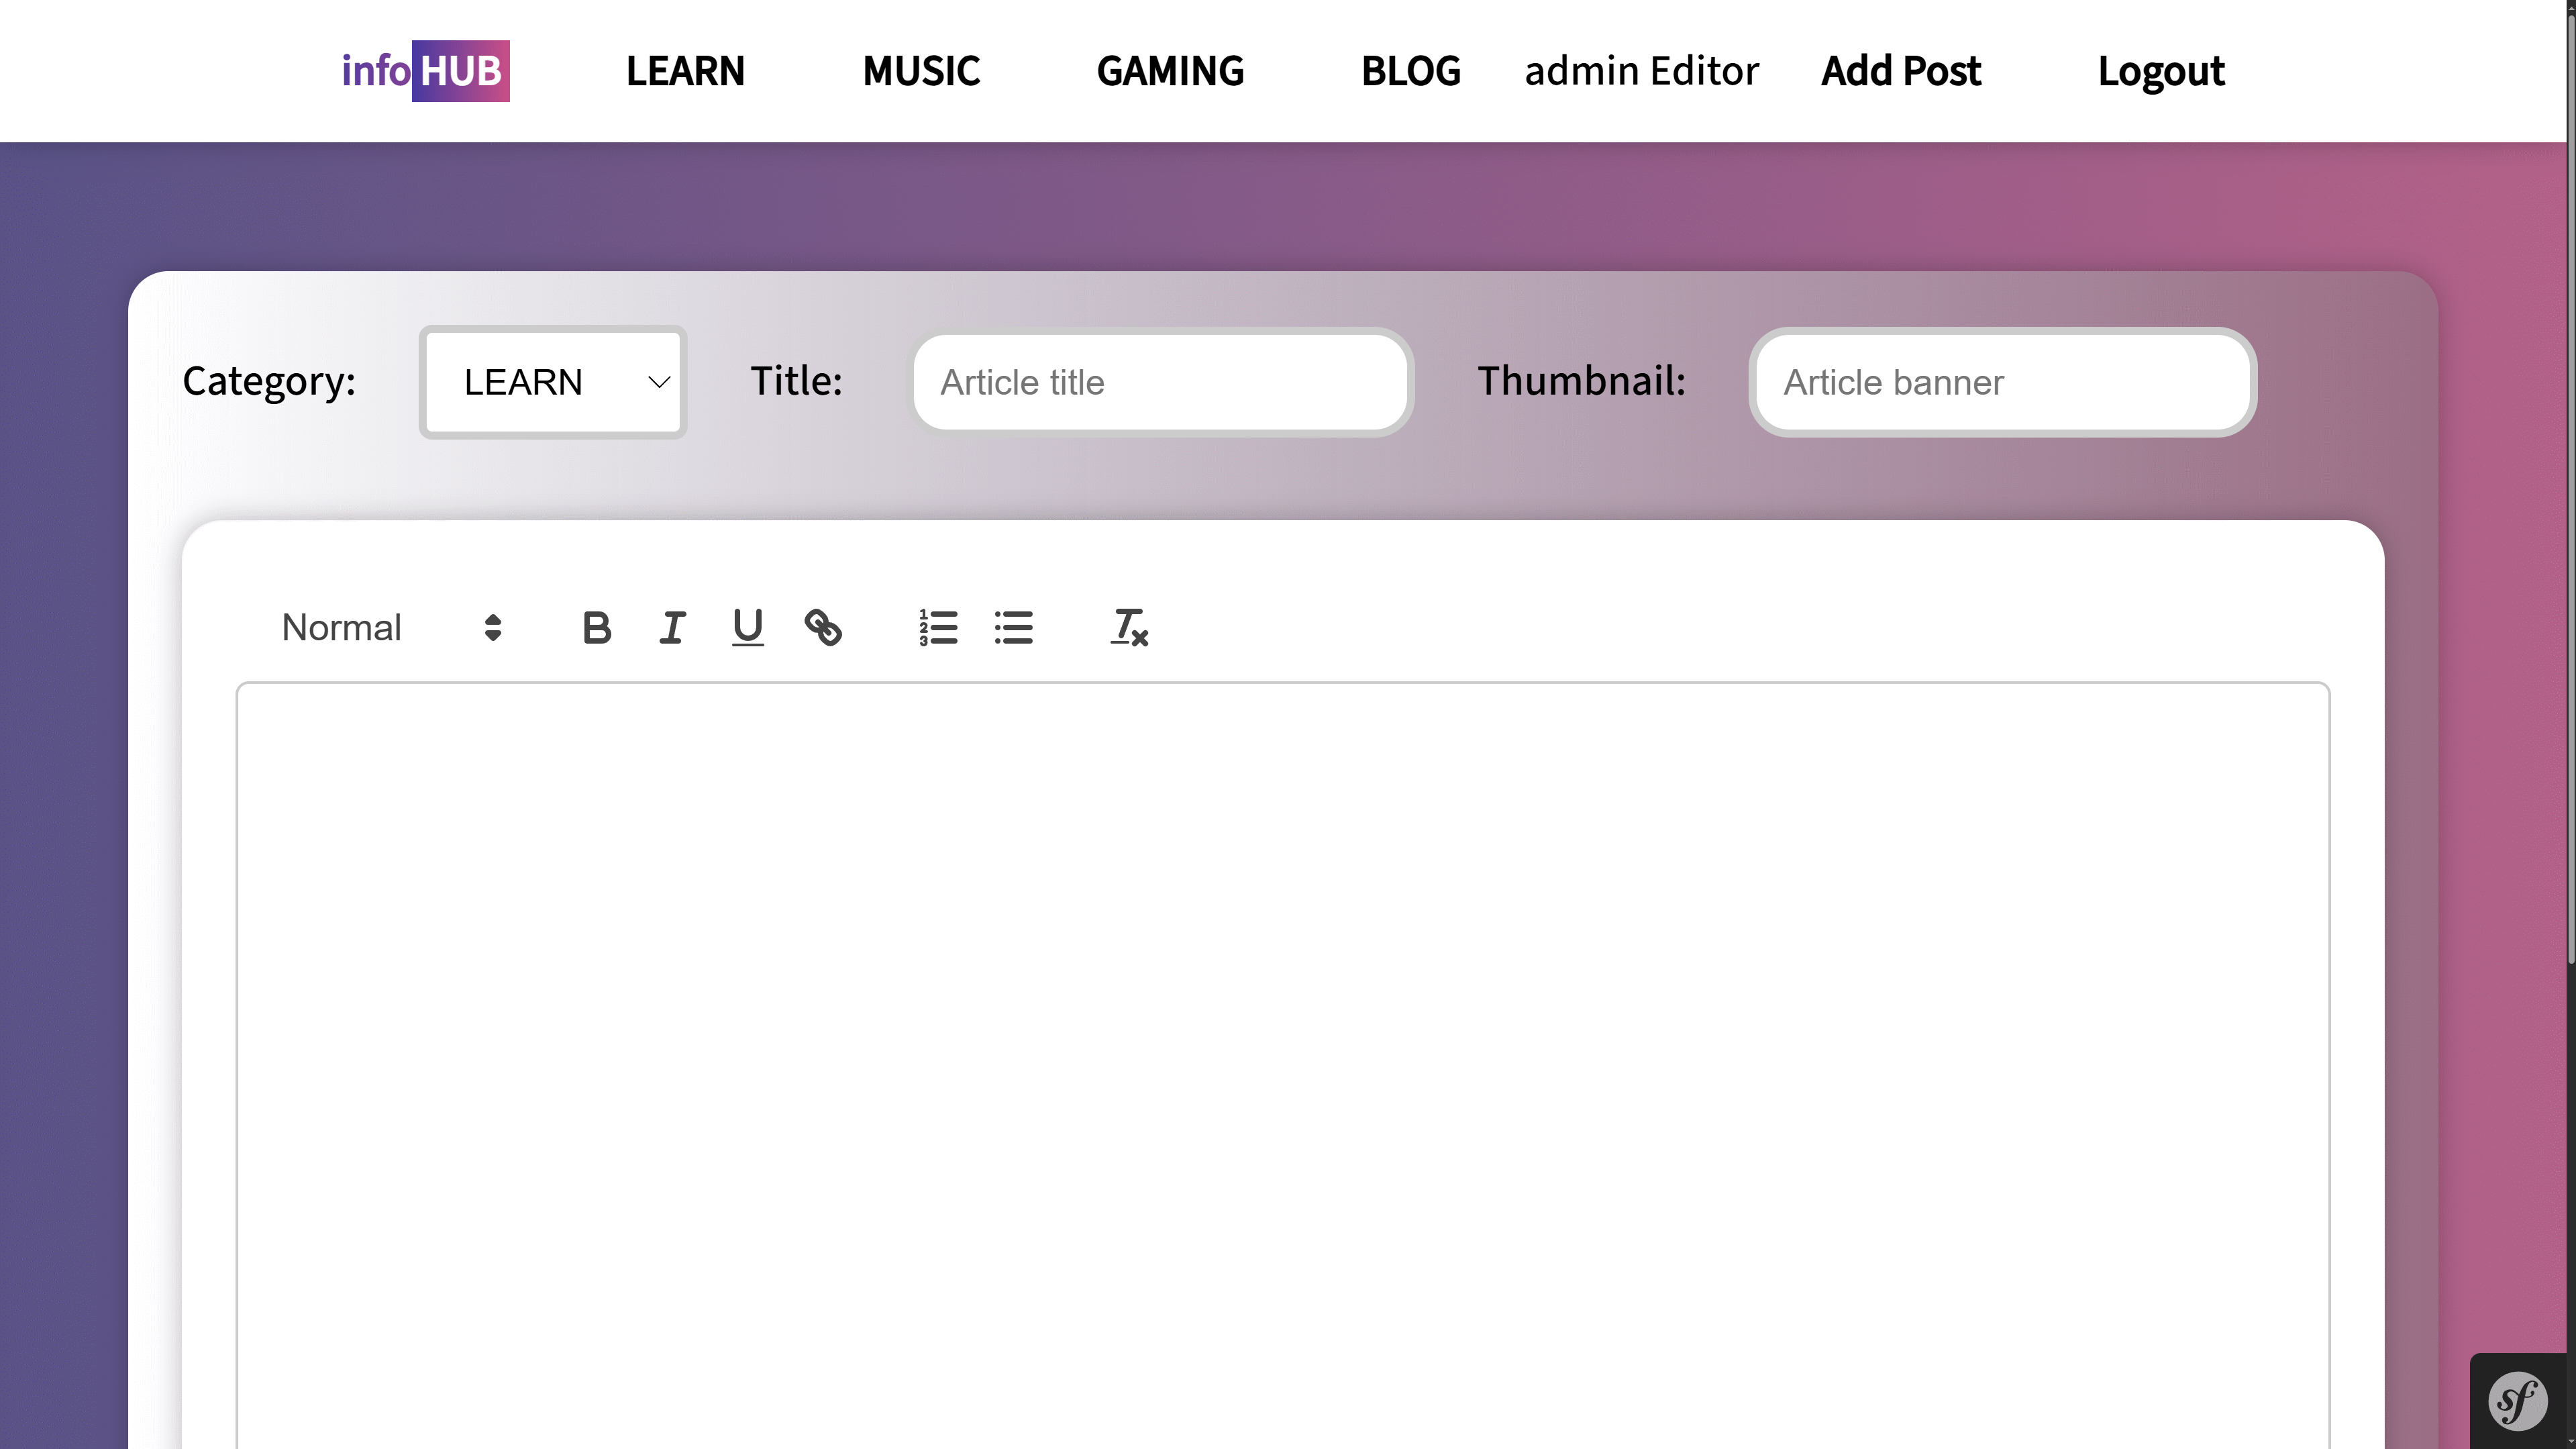 infoHUB LEARN MUSIC GAMING BLOG admin Editor Add Post Logout
Category: LEARN Title: Article title Thumbnail: Article banner
Normal
sf